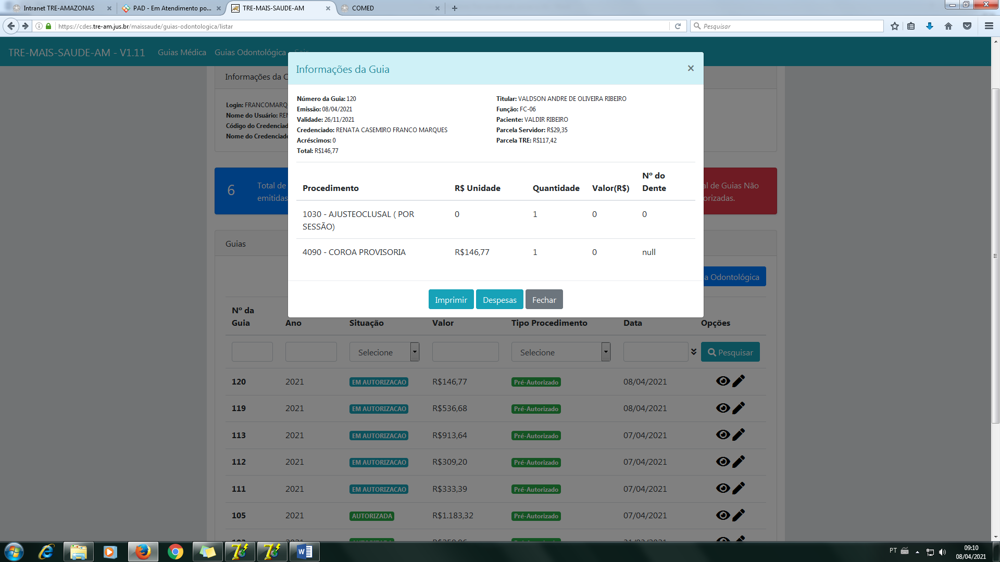 Intranet TRE-AMAZONAS
PAD - Em Atendimento po...
TRE-MAIS-SAUDE-AM
COMED
https://cdes.tre-am.jus.br/maissaude/guias-odontologica/listar
Pesquisar
TRE-MAIS-SAUDE-AM - V1.11
Guias Médica
Guias Odontológica
Sair
Informações da C
Login: FRANCOMARQ
Nome do Usuário: REN
Código do Credenciad
Nome do Credenciado
Informações da Guia
×
Número da Guia: 120
Emissão: 08/04/2021
Validade: 26/11/2021
Credenciado: RENATA CASEMIRO FRANCO MARQUES
Acréscimos: 0
Total: R$146,77
Titular: VALDSON ANDRE DE OLIVEIRA RIBEIRO
Função: FC-06
Paciente: VALDIR RIBEIRO
Parcela Servidor: R$29,35
Parcela TRE: R$117,42
Procedimento R$ Unidade Quantidade Valor(R$) Nº do Dente
1030 - AJUSTEOCLUSAL ( POR SESSÃO) 0 1 0 0
4090 - COROA PROVISORIA R$146,77 1 0 null
Imprimir Despesas Fechar
6
Total de
emitidas
al de Guias Não
orizadas.
Guias
a Odontológica
Nº da Guia Ano Situação Valor Tipo Procedimento Data Opções
Selecione Selecione Pesquisar
120 2021 EM AUTORIZACAO R$146,77 Pré-Autorizado 08/04/2021
119 2021 EM AUTORIZACAO R$536,68 Pré-Autorizado 08/04/2021
113 2021 EM AUTORIZACAO R$913,64 Pré-Autorizado 07/04/2021
112 2021 EM AUTORIZACAO R$309,20 Pré-Autorizado 07/04/2021
111 2021 EM AUTORIZACAO R$333,39 Pré-Autorizado 07/04/2021
105 2021 AUTORIZADA R$1.183,32 Pré-Autorizado 07/04/2021
PT
09:10
08/04/2021